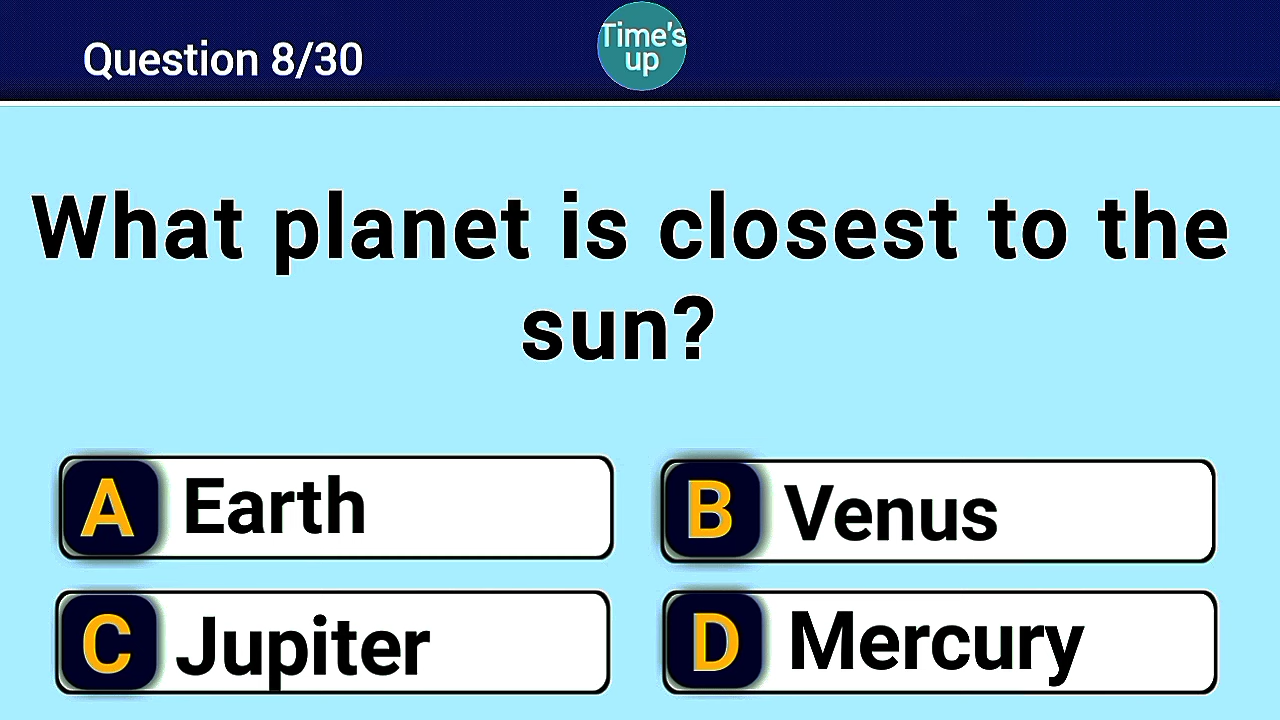 Question 8/30
Time's
up
What planet is closest to the
sun?
A Earth
B Venus
C Jupiter
D Mercury